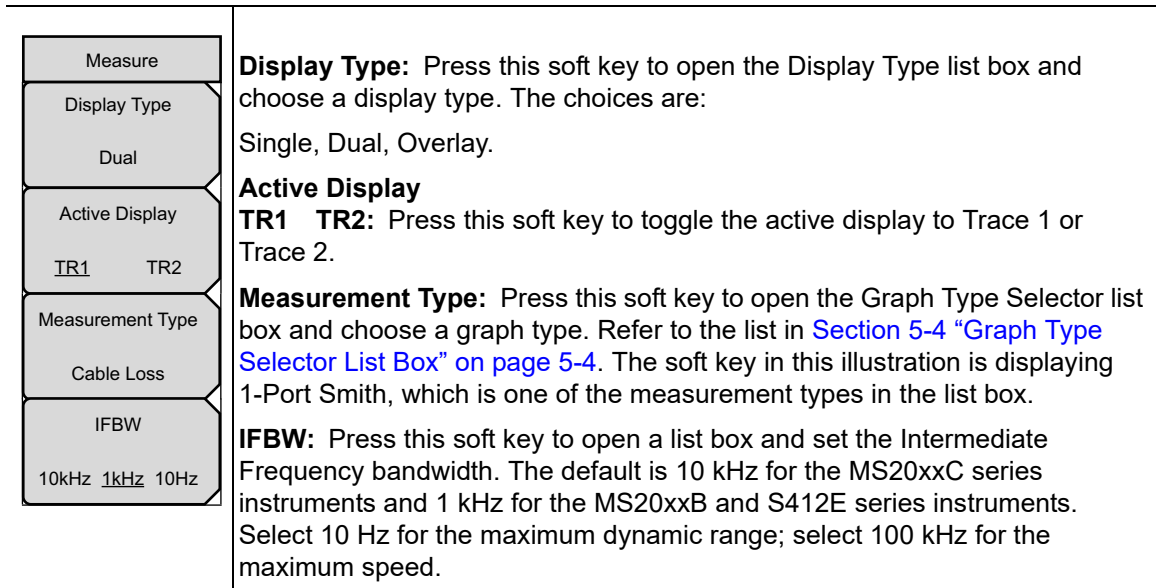 Measure
Display Type
Dual
Active Display
TR1 TR2
Measurement Type
Cable Loss
IFBW
10kHz 1kHz 10Hz
Display Type: Press this soft key to open the Display Type list box and
choose a display type. The choices are:
Single, Dual, Overlay.
Active Display
TR1 TR2: Press this soft key to toggle the active display to Trace 1 or
Trace 2.
Measurement Type: Press this soft key to open the Graph Type Selector list
box and choose a graph type. Refer to the list in Section 5-4 “Graph Type
Selector List Box” on page 5-4. The soft key in this illustration is displaying
1-Port Smith, which is one of the measurement types in the list box.
IFBW: Press this soft key to open a list box and set the Intermediate
Frequency bandwidth. The default is 10 kHz for the MS20xxC series
instruments and 1 kHz for the MS20xxB and S412E series instruments.
Select 10 Hz for the maximum dynamic range; select 100 kHz for the
maximum speed.